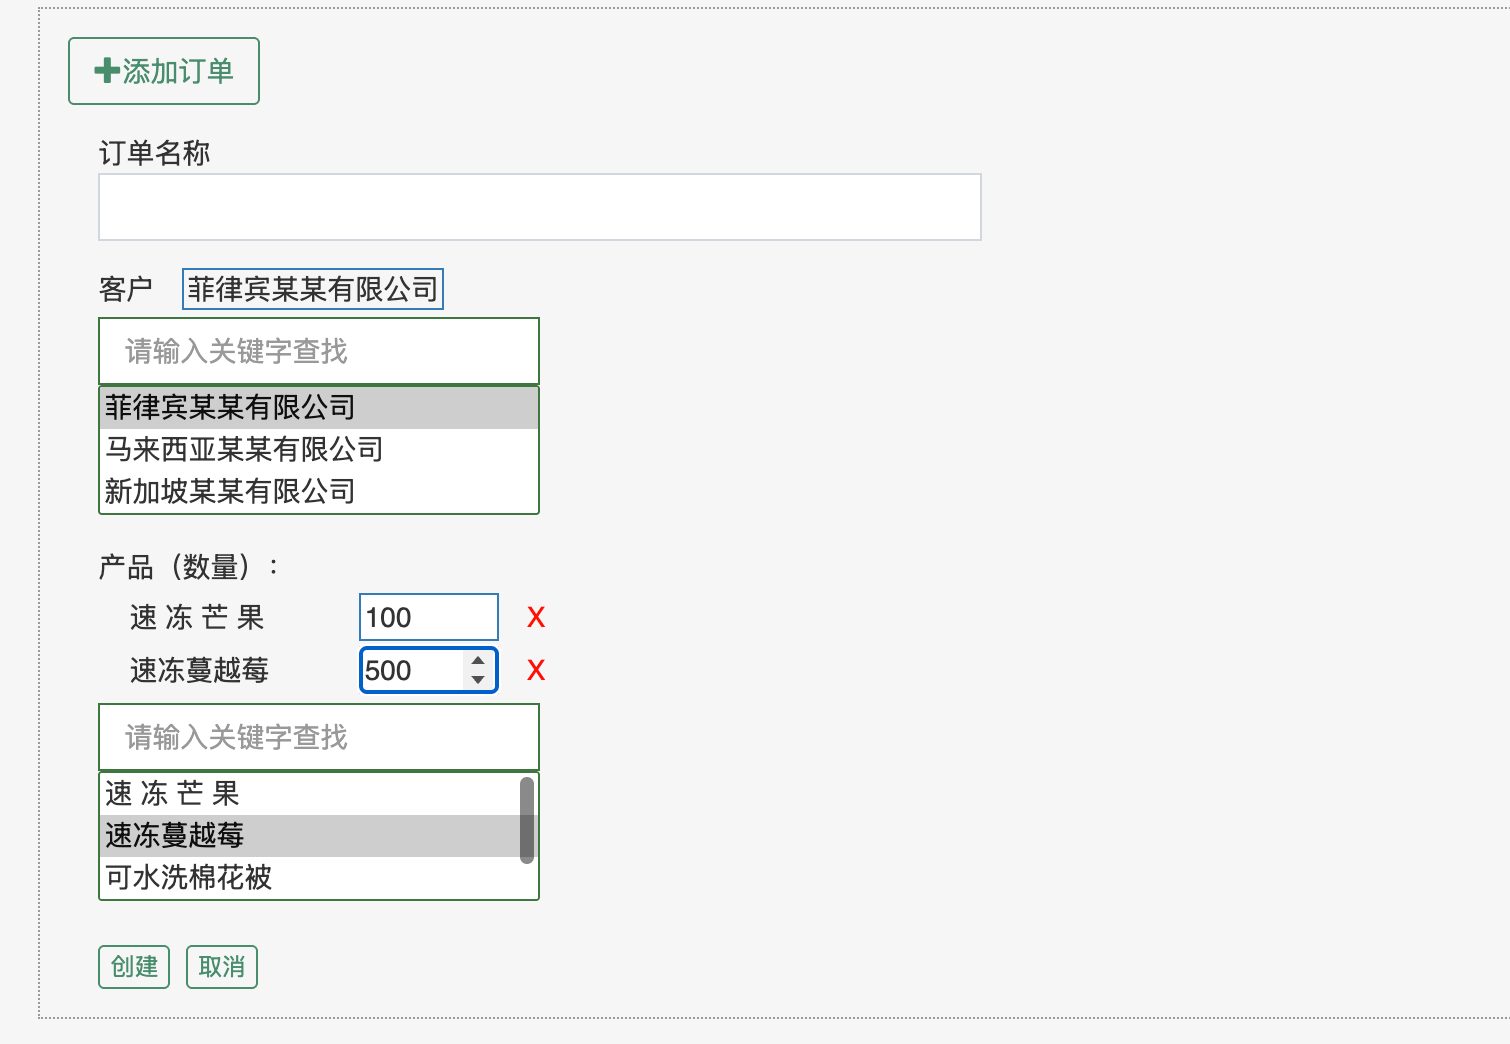 添加订单
订单名称
客户 菲律宾某某有限公司
请输入关键字查找
菲律宾某某有限公司
马来西亚某某有限公司
新加坡某某有限公司
产品（数量）：
速 冻 芒 果 100 X
速冻蔓越莓 500 X
请输入关键字查找
速 冻 芒 果
速冻蔓越莓
可水洗棉花被
创建 取消